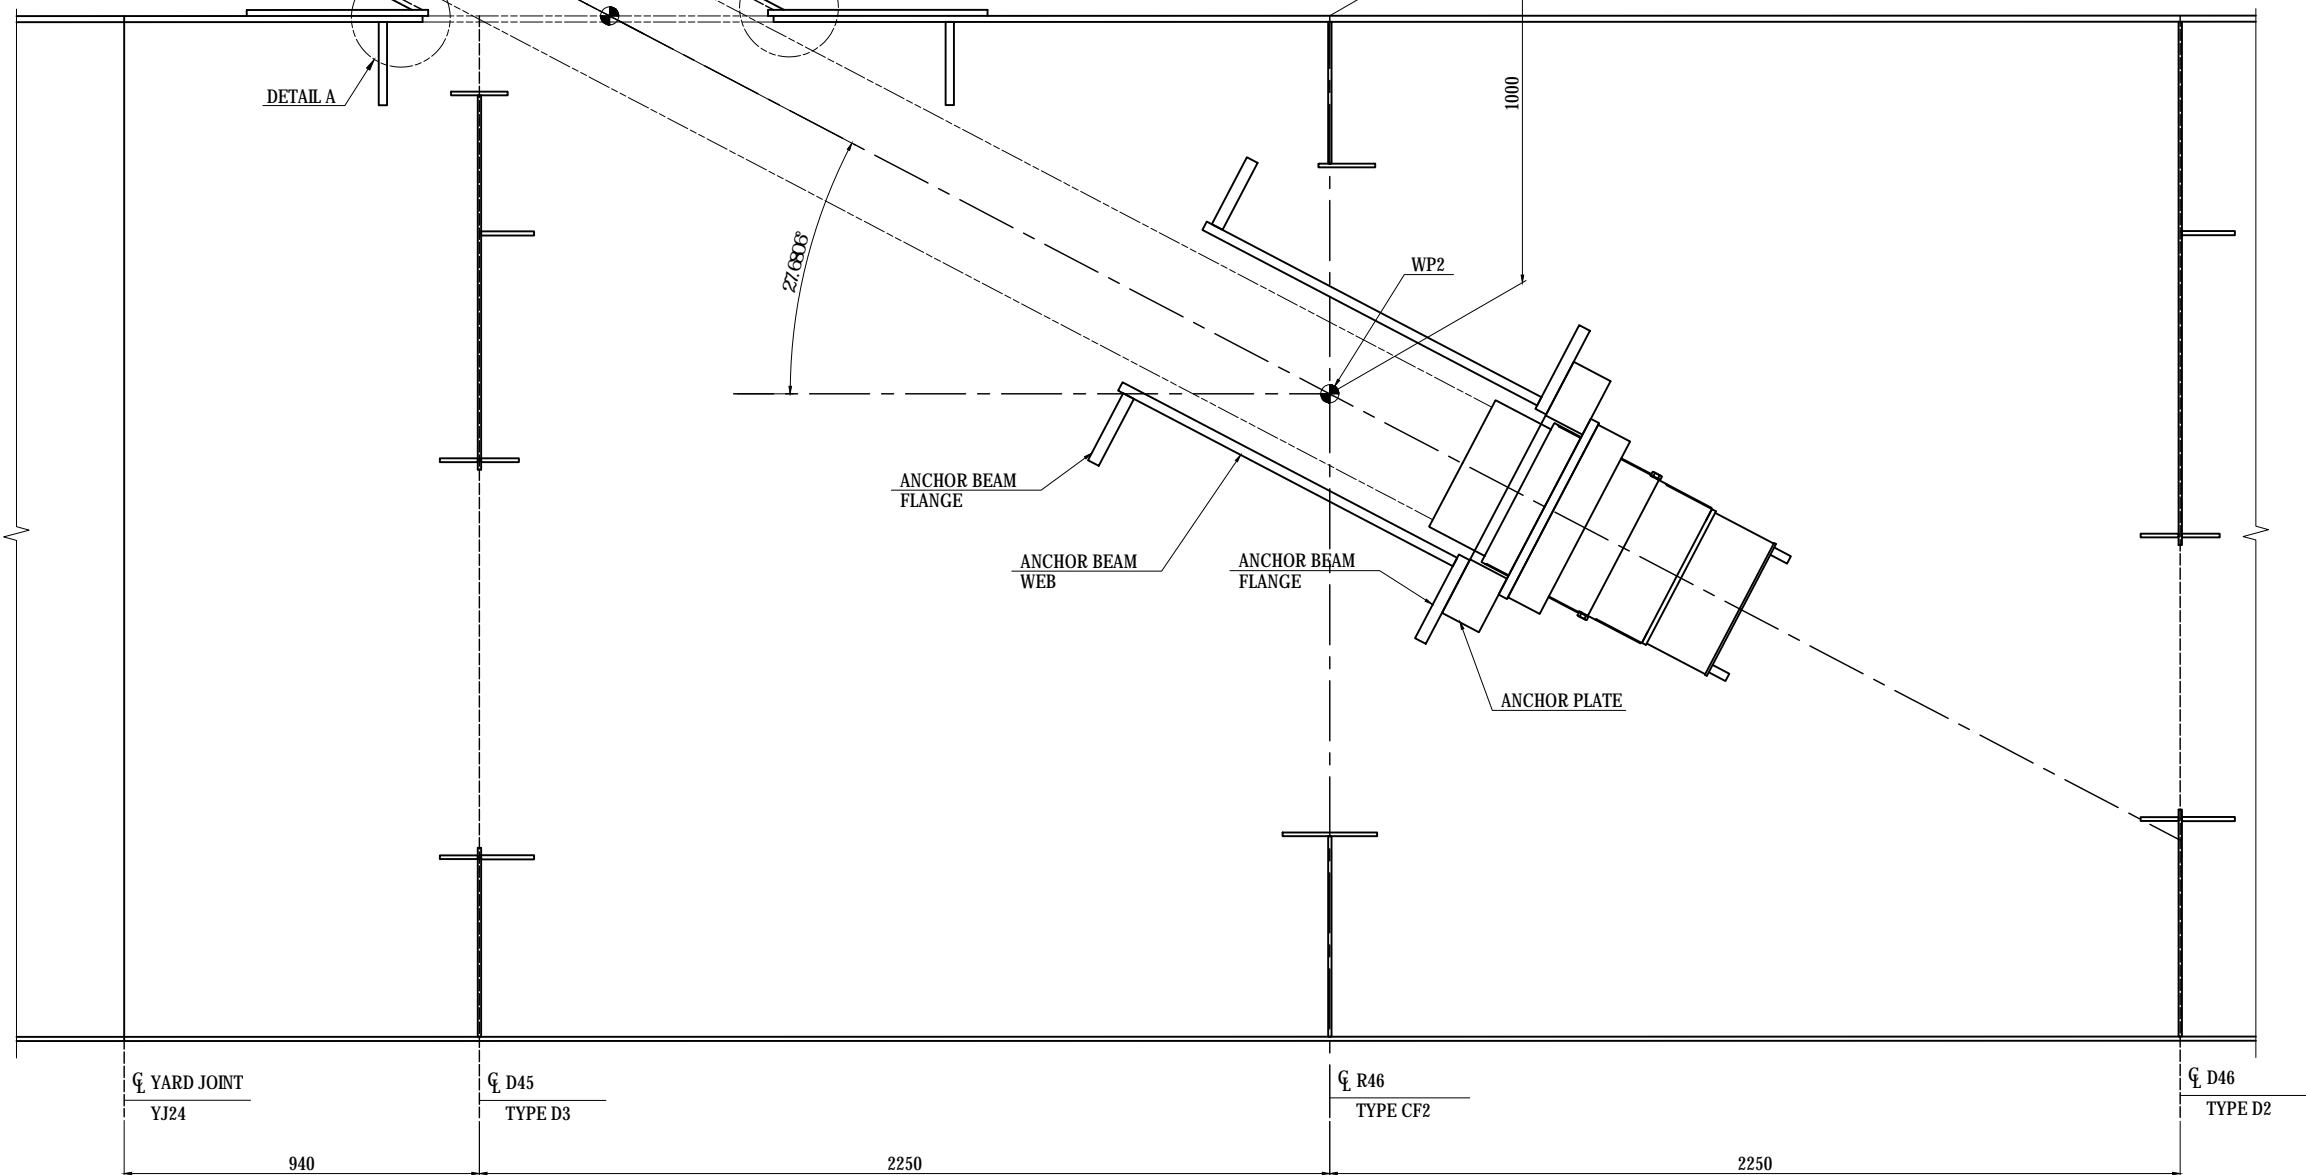 DETAIL A
1000
27.6806°
WP2
ANCHOR BEAM
FLANGE
ANCHOR BEAM
WEB
ANCHOR BEAM
FLANGE
ANCHOR PLATE
℄ YARD JOINT
YJ24
℄ D45
TYPE D3
℄ R46
TYPE CF2
℄ D46
TYPE D2
940
2250
2250